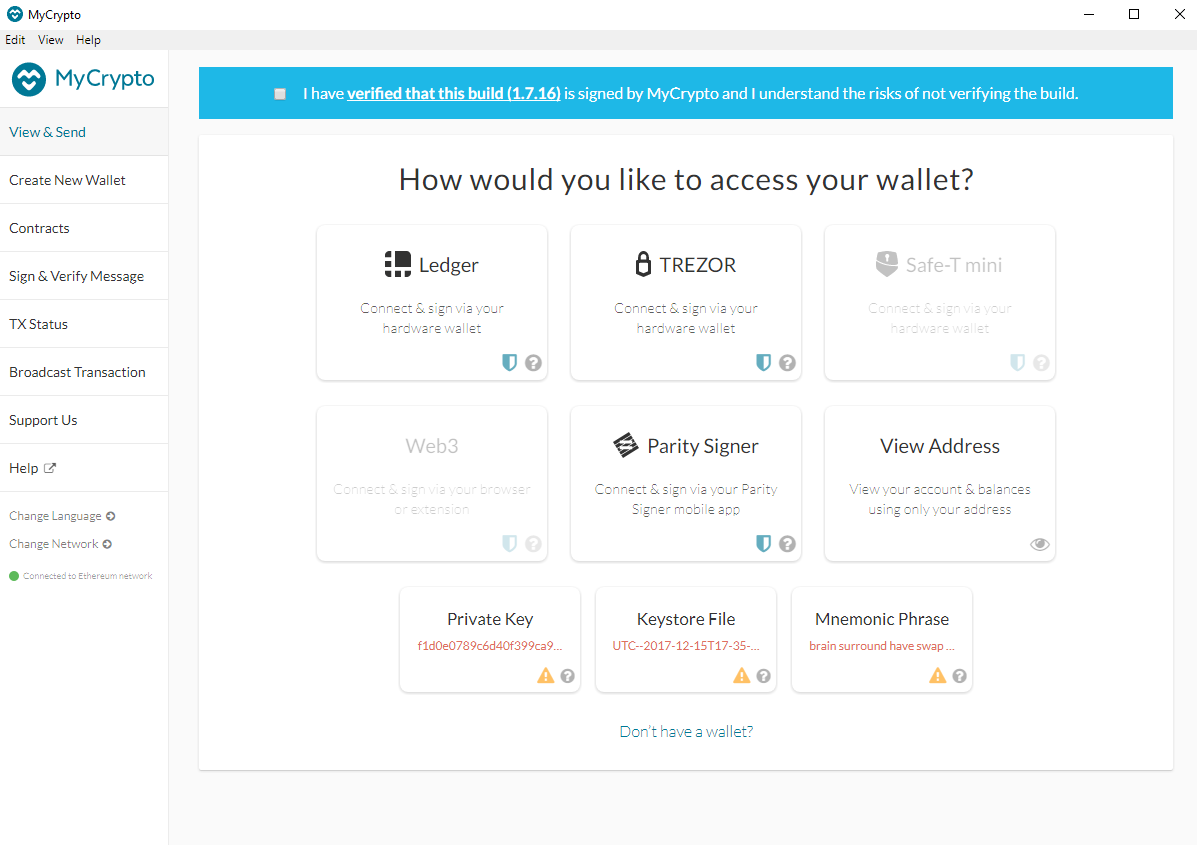 MyCrypto
Edit View Help
MyCrypto
View & Send
Create New Wallet
Contracts
Sign & Verify Message
TX Status
Broadcast Transaction
Support Us
Help
Change Language
Change Network
Connected to Ethereum network
I have verified that this build (1.7.16) is signed by MyCrypto and I understand the risks of not verifying the build.
How would you like to access your wallet?
Ledger
Connect & sign via your
hardware wallet
TREZOR
Connect & sign via your
hardware wallet
Safe-T mini
Connect & sign via your
hardware wallet
Web3
Connect & sign via your browser
or extension
Parity Signer
Connect & sign via your Parity
Signer mobile app
View Address
View your account & balances
using only your address
Private Key
f1d0e0789c6d40f399ca9...
Keystore File
UTC--2017-12-15T17-35-...
Mnemonic Phrase
brain surround have swap ...
Don't have a wallet?